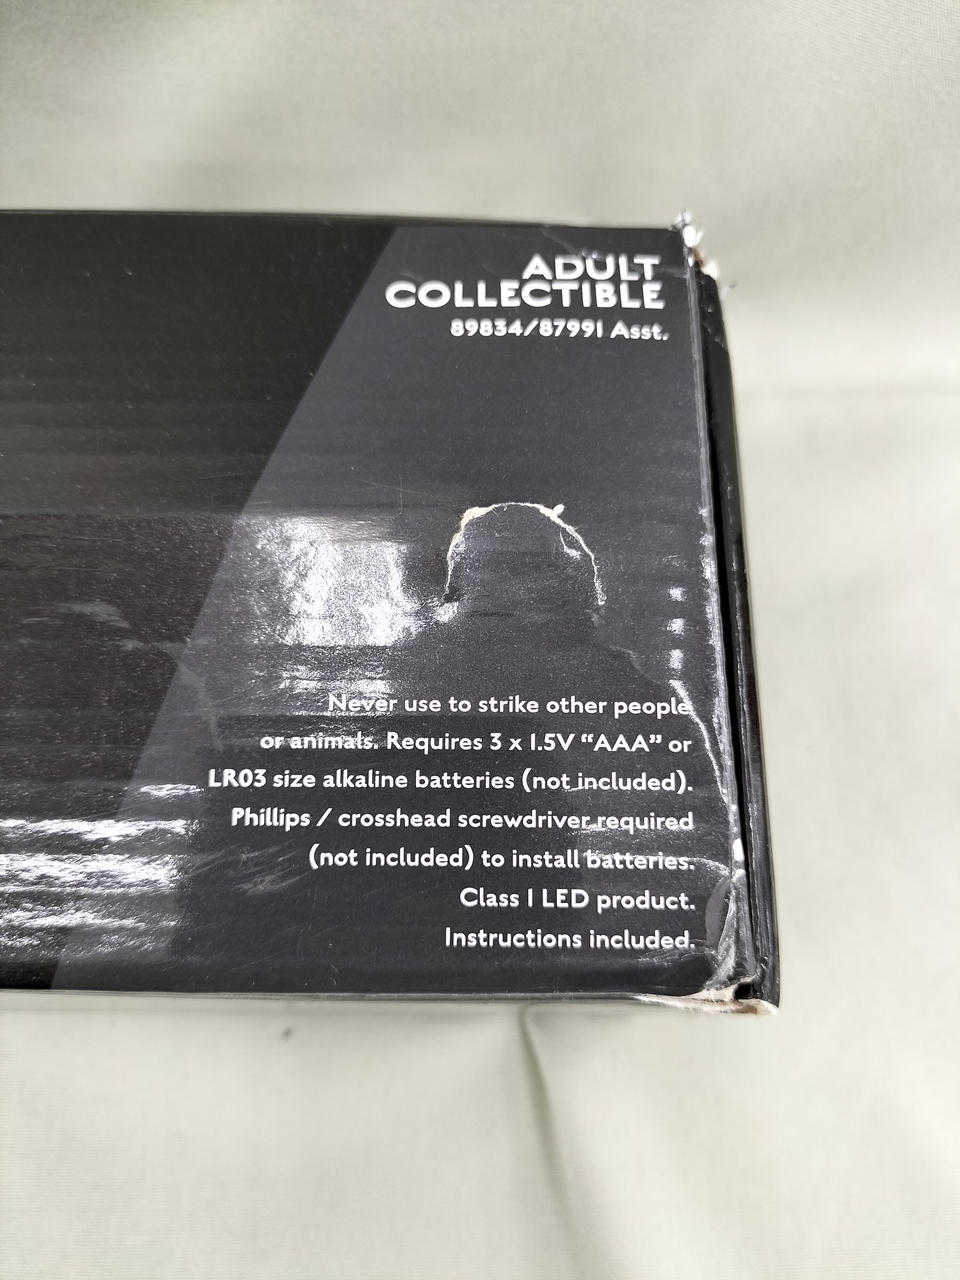 ADULT
COLLECTIBLE
89834/87991 Asst.
Never use to strike other people
or animals. Requires 3 x 1.5V “AAA” or
LR03 size alkaline batteries (not included).
Phillips / crosshead screwdriver required
(not included) to install batteries.
Class 1 LED product.
Instructions included.